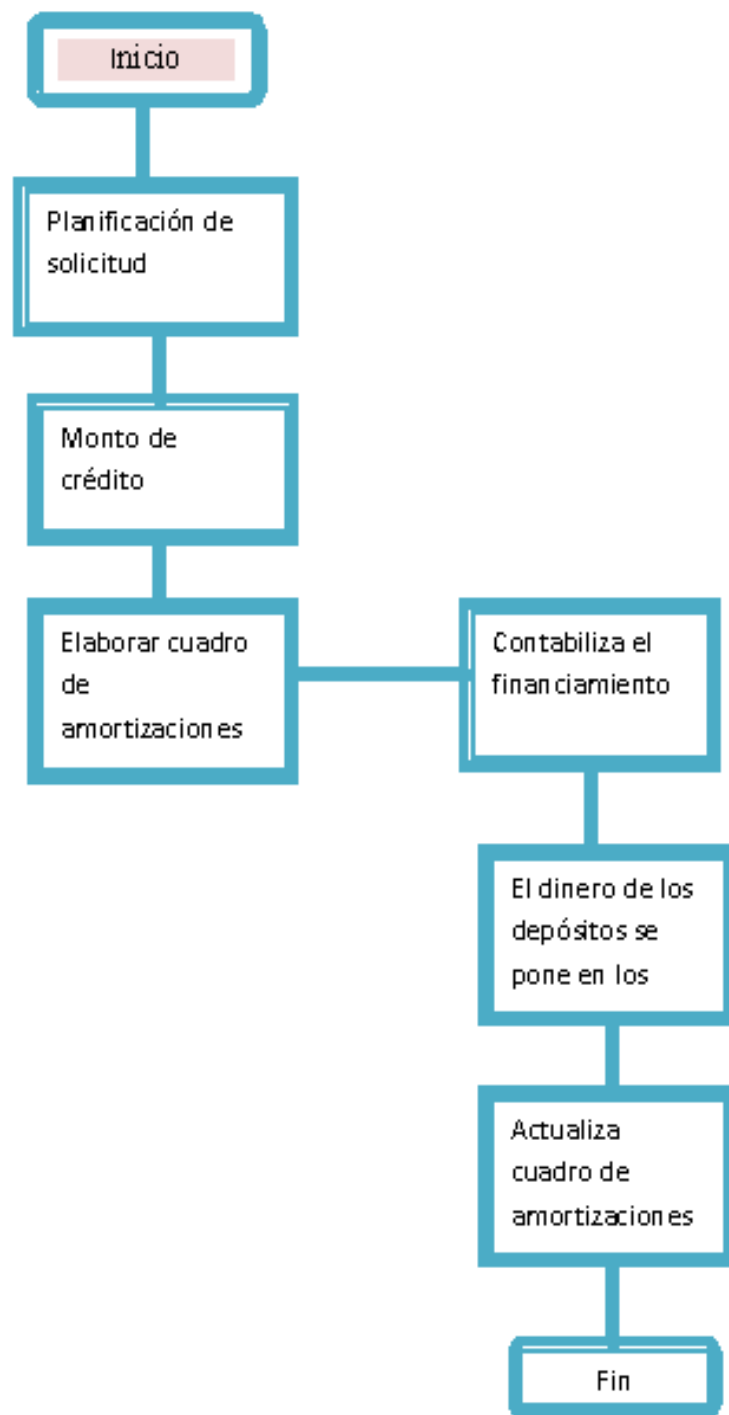 Inicio
Planificación de
solicitud
Monto de
crédito
Elaborar cuadro
de
amortizaciones
Contabiliza el
financiamiento
El dinero de los
depósitos se
pone en los
Actualiza
cuadro de
amortizaciones
Fin